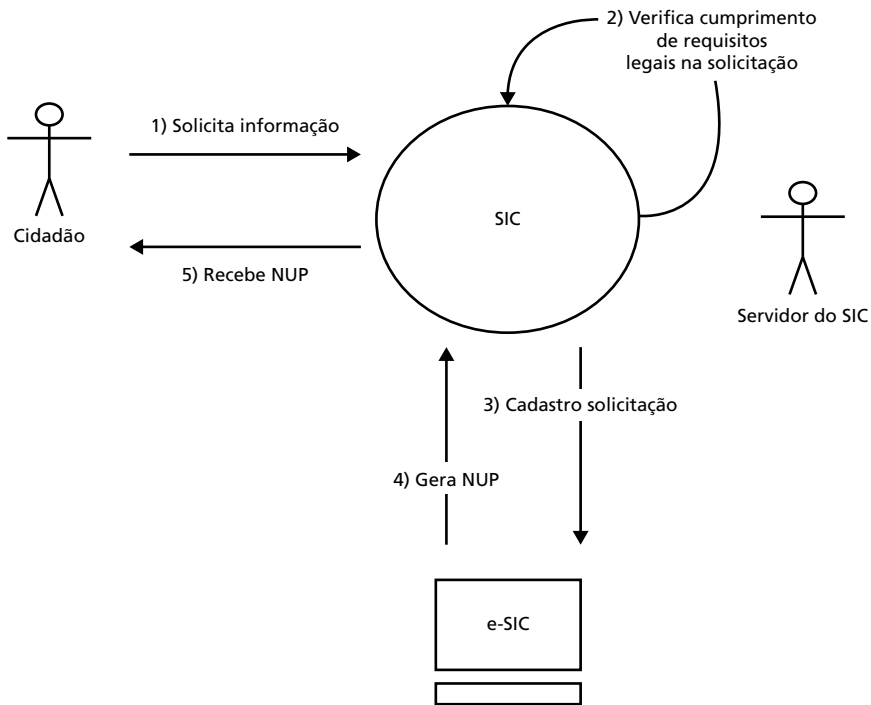 2) Verifica cumprimento
de requisitos
legais na solicitação
1) Solicita informação
SIC
Cidadão
5) Recebe NUP
Servidor do SIC
3) Cadastro solicitação
4) Gera NUP
e-SIC